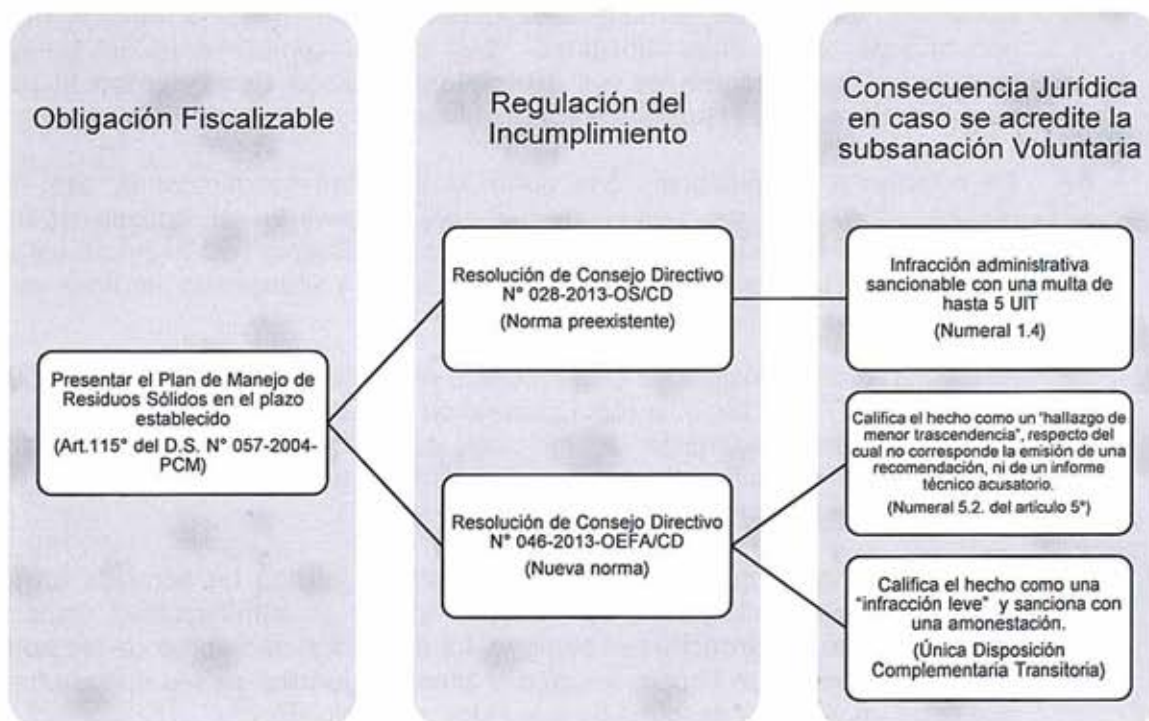 Obligación Fiscalizable
Regulación del
Incumplimiento
Consecuencia Jurídica
en caso se acredite la
subsanación Voluntaria
Presentar el Plan de Manejo de
Residuos Sólidos en el plazo
establecido
(Art.115° del D.S. N° 057-2004-
PCM)
Resolución de Consejo Directivo
N° 028-2013-OS/CD
(Norma preexistente)
Resolución de Consejo Directivo
N° 046-2013-OEFA/CD
(Nueva norma)
Infracción administrativa
sancionable con una multa de
hasta 5 UIT
(Numeral 1.4)
Califica el hecho como un "hallazgo de
menor trascendencia", respecto del
cual no corresponde la emisión de una
recomendación, ni de un informe
técnico acusatorio.
(Numeral 5.2. del artículo 5°)
Califica el hecho como una
"infracción leve" y sanciona con
una amonestación.
(Única Disposición
Complementaria Transitoria)